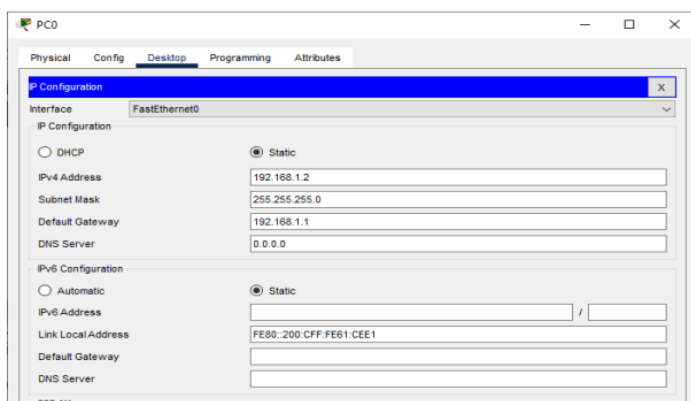 PC0
Physical Config Desktop Programming Attributes
IP Configuration X
Interface FastEthernet0
IP Configuration
DHCP Static
IPv4 Address 192.168.1.2
Subnet Mask 255.255.255.0
Default Gateway 192.168.1.1
DNS Server 0.0.0.0
IPv6 Configuration
Automatic Static
IPv6 Address /
Link Local Address FE80::200:CFF:FE61:CEE1
Default Gateway
DNS Server